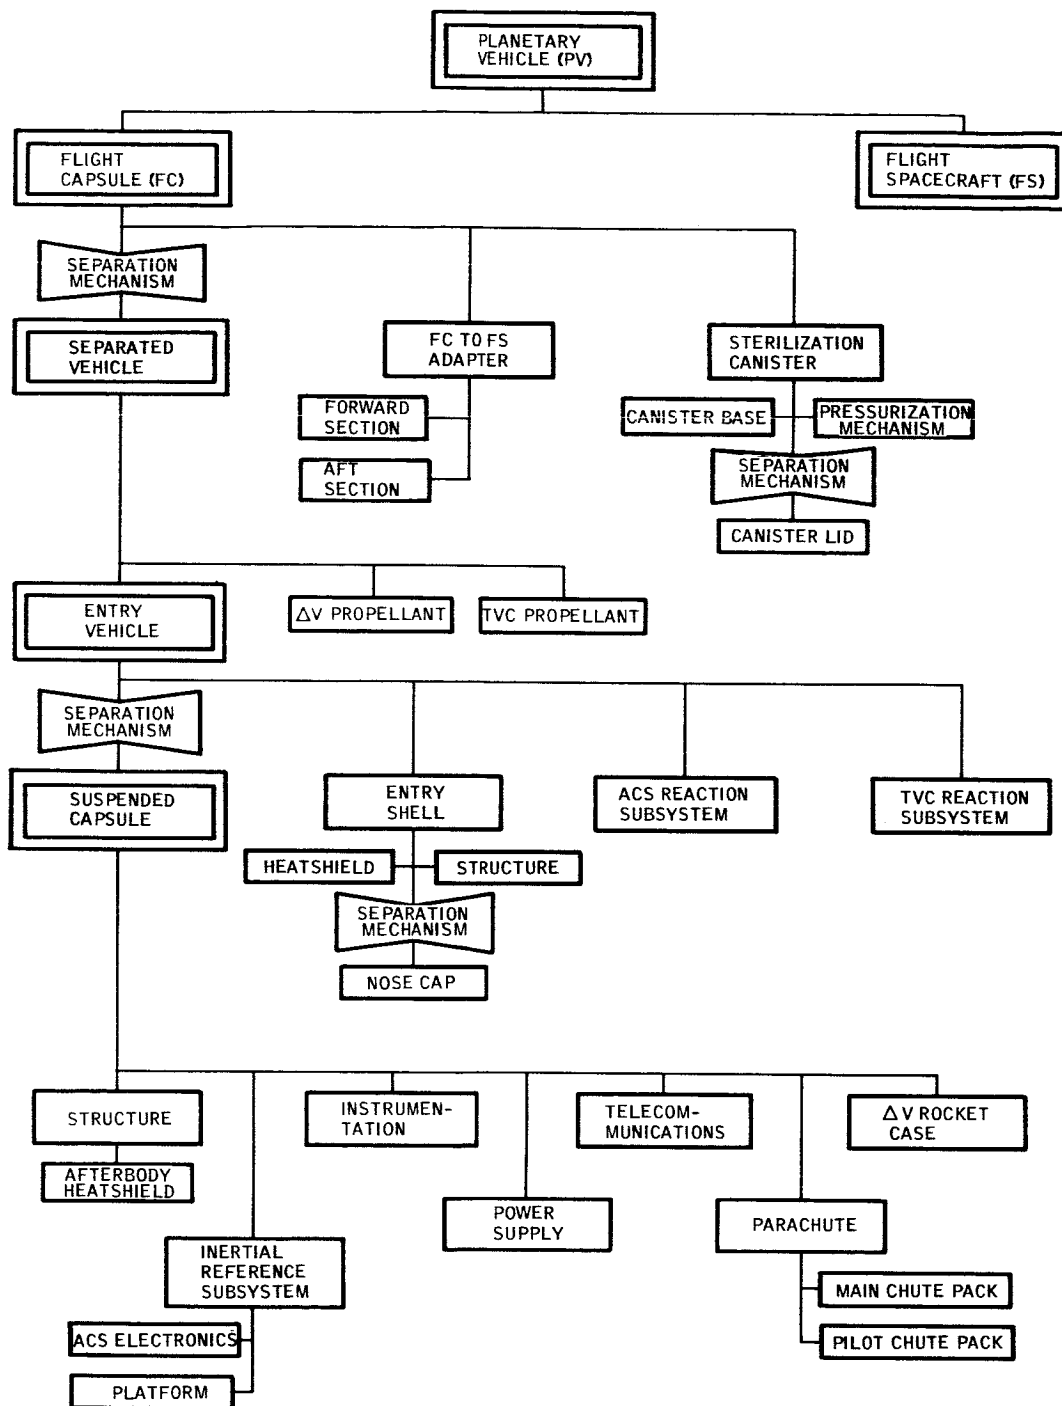 PLANETARY
VEHICLE (PV)
FLIGHT
CAPSULE (FC)
FLIGHT
SPACECRAFT (FS)
SEPARATION
MECHANISM
SEPARATED
VEHICLE
FC TO FS
ADAPTER
STERILIZATION
CANISTER
FORWARD
SECTION
CANISTER BASE
PRESSURIZATION
MECHANISM
AFT
SECTION
SEPARATION
MECHANISM
CANISTER LID
ENTRY
VEHICLE
ΔV PROPELLANT
TVC PROPELLANT
SEPARATION
MECHANISM
SUSPENDED
CAPSULE
ENTRY
SHELL
ACS REACTION
SUBSYSTEM
TVC REACTION
SUBSYSTEM
HEATSHIELD
STRUCTURE
SEPARATION
MECHANISM
NOSE CAP
STRUCTURE
INSTRUMEN-
TATION
TELECOM-
MUNICATIONS
ΔV ROCKET
CASE
AFTERBODY
HEATSHIELD
POWER
SUPPLY
PARACHUTE
INERTIAL
REFERENCE
SUBSYSTEM
MAIN CHUTE PACK
ACS ELECTRONICS
PILOT CHUTE PACK
PLATFORM